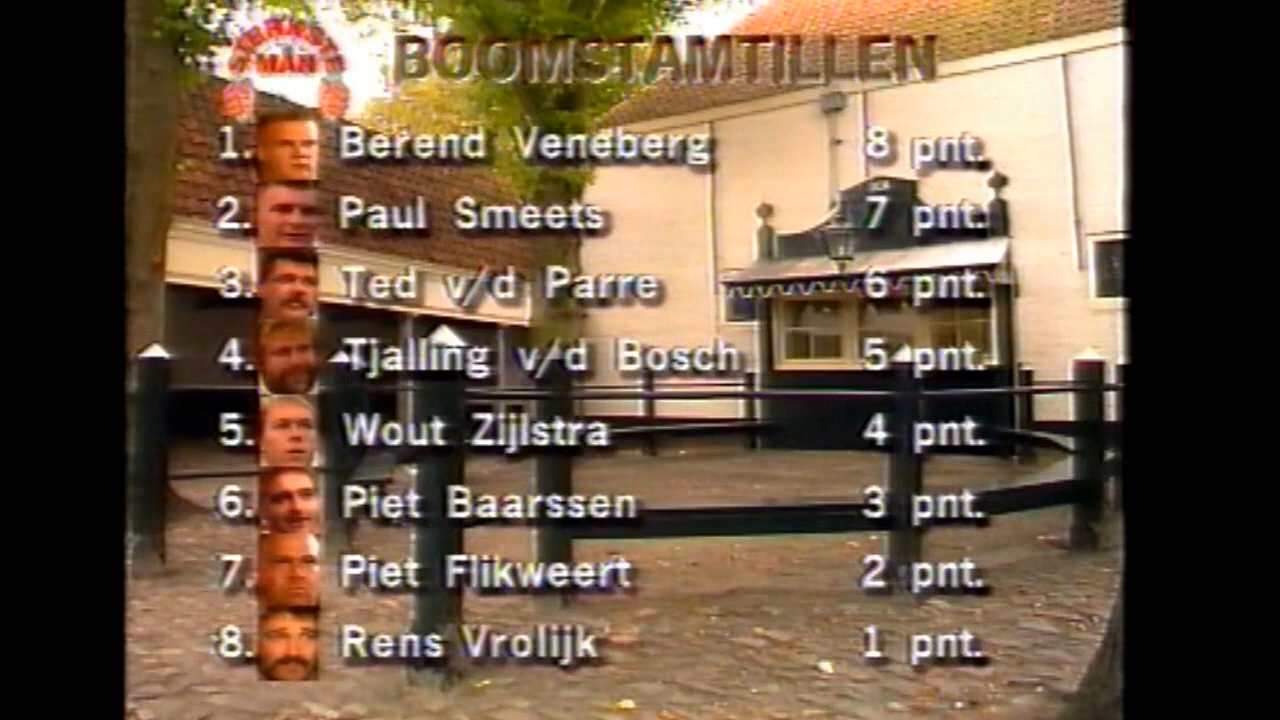 MAN
BOOMSTAMTILLEN
1. Berend Veneberg 8 pnt.
2. Paul Smeets 7 pnt.
3. Ted v/d Parre 6 pnt.
4. Tjalling v/d Bosch 5 pnt.
5. Wout Zijlstra 4 pnt.
6. Piet Baarssen 3 pnt.
7. Piet Flikweert 2 pnt.
8. Rens Vrolijk 1 pnt.